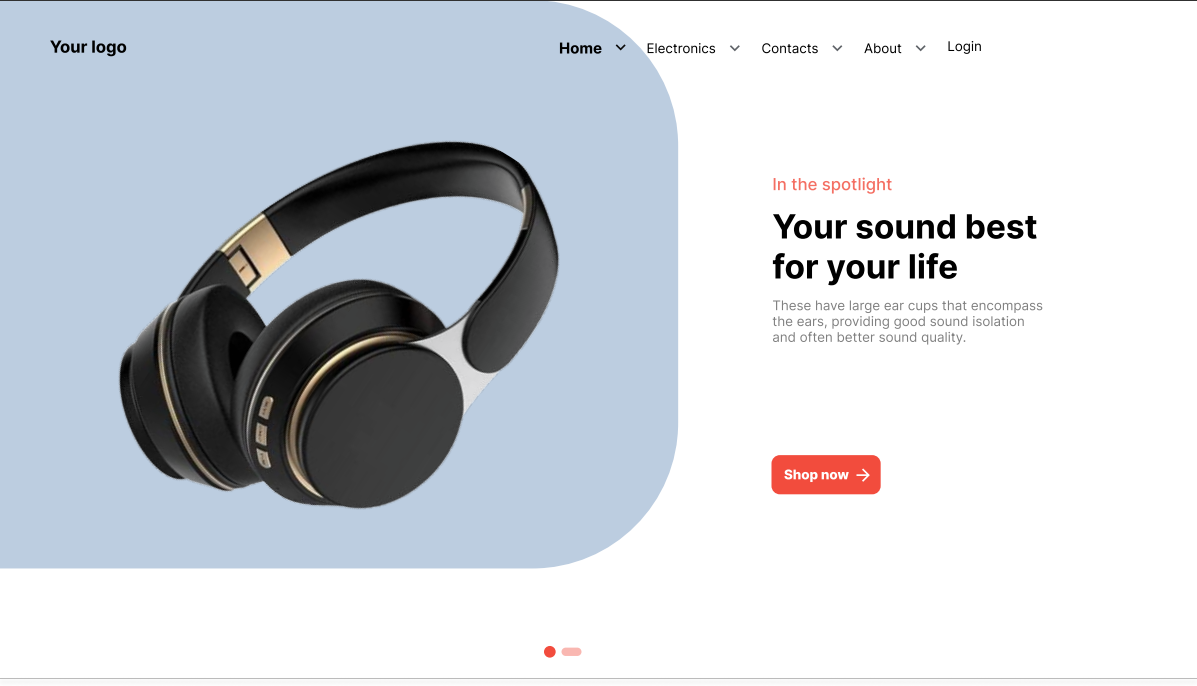 Your logo
Home Electronics Contacts About Login
In the spotlight
Your sound best
for your life
These have large ear cups that encompass
the ears, providing good sound isolation
and often better sound quality.
Shop now